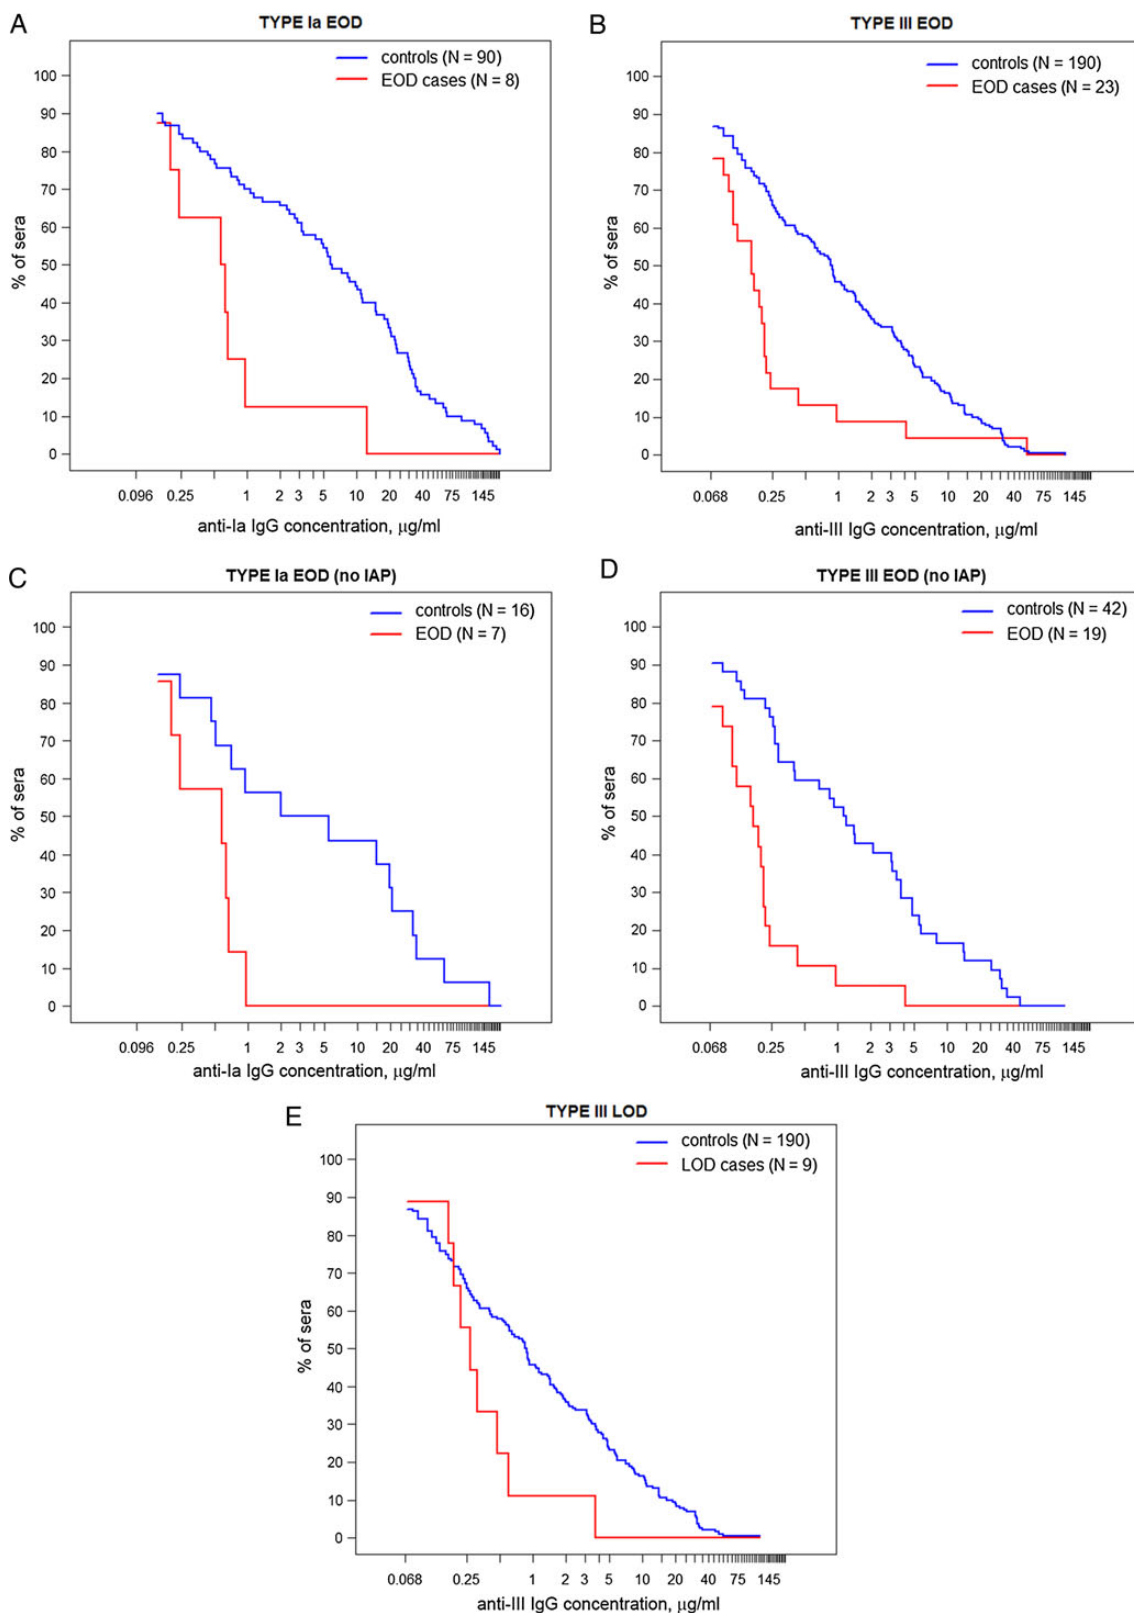 A
TYPE Ia EOD
controls (N = 90)
EOD cases (N = 8)
% of sera
100
90
80
70
60
50
40
30
20
10
0
0.096 0.25 1 2 3 5 10 20 40 75 145
anti-Ia IgG concentration, μg/ml
B
TYPE III EOD
controls (N = 190)
EOD cases (N = 23)
% of sera
100
90
80
70
60
50
40
30
20
10
0
0.068 0.25 1 2 3 5 10 20 40 75 145
anti-III IgG concentration, μg/ml
C
TYPE Ia EOD (no IAP)
controls (N = 16)
EOD (N = 7)
% of sera
100
90
80
70
60
50
40
30
20
10
0
0.096 0.25 1 2 3 5 10 20 40 75 145
anti-Ia IgG concentration, μg/ml
D
TYPE III EOD (no IAP)
controls (N = 42)
EOD (N = 19)
% of sera
100
90
80
70
60
50
40
30
20
10
0
0.068 0.25 1 2 3 5 10 20 40 75 145
anti-III IgG concentration, μg/ml
E
TYPE III LOD
controls (N = 190)
LOD cases (N = 9)
% of sera
100
90
80
70
60
50
40
30
20
10
0
0.068 0.25 1 2 3 5 10 20 40 75 145
anti-III IgG concentration, μg/ml